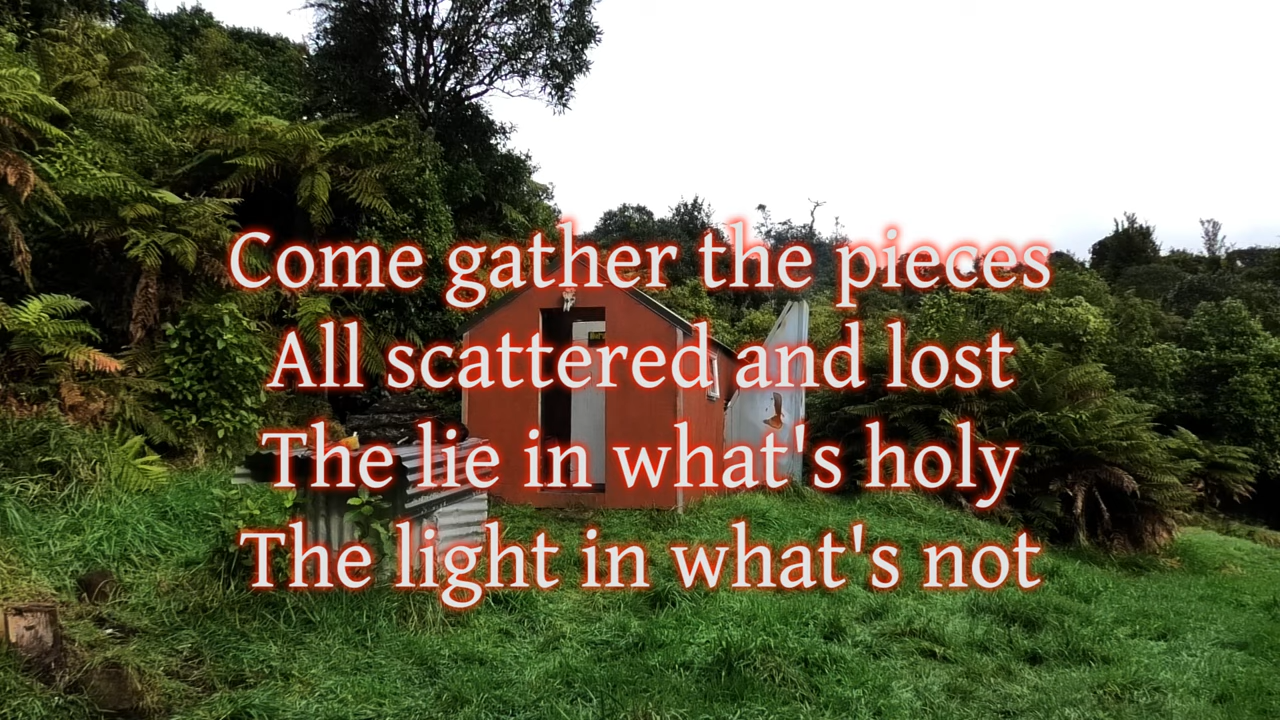 Come gather the pieces
All scattered and lost
The lie in what's holy
The light in what's not